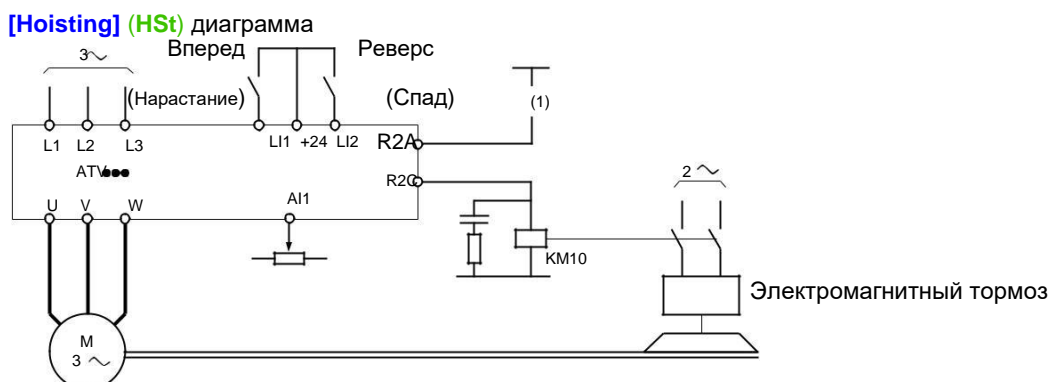 [Hoisting] (HSt) диаграмма
3
Вперед
Реверс
(Нарастание)
(Спад)
(1)
L1 L2 L3
LI1 +24 LI2
R2A
2
ATV•••
R2C
U V W
AI1
KM10
Электромагнитный тормоз
M
3